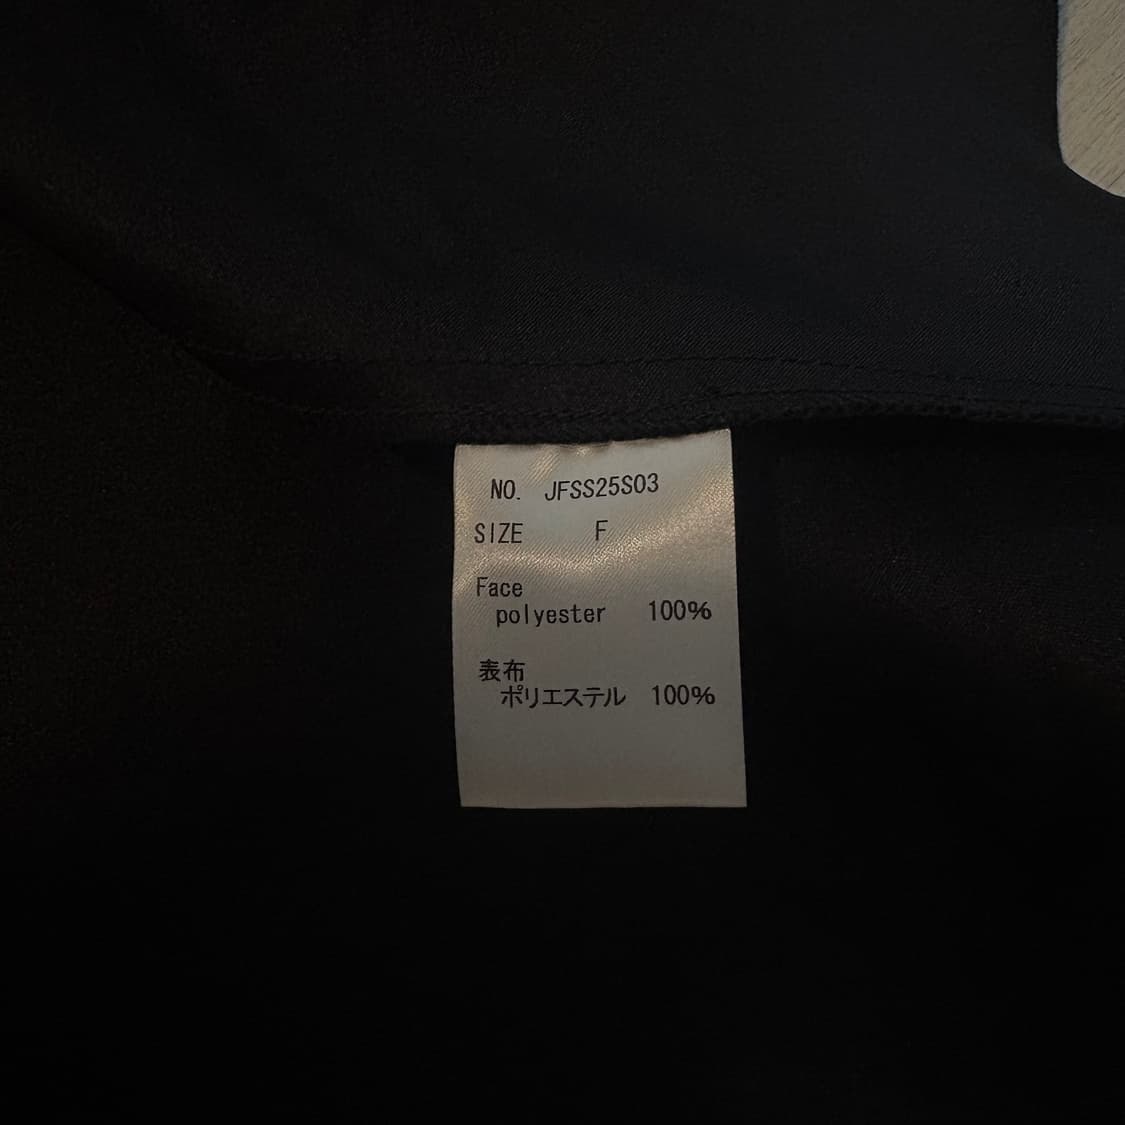 NO. JFSS25S03
SIZE F
Face
polyester 100%
表布
ポリエステル 100%